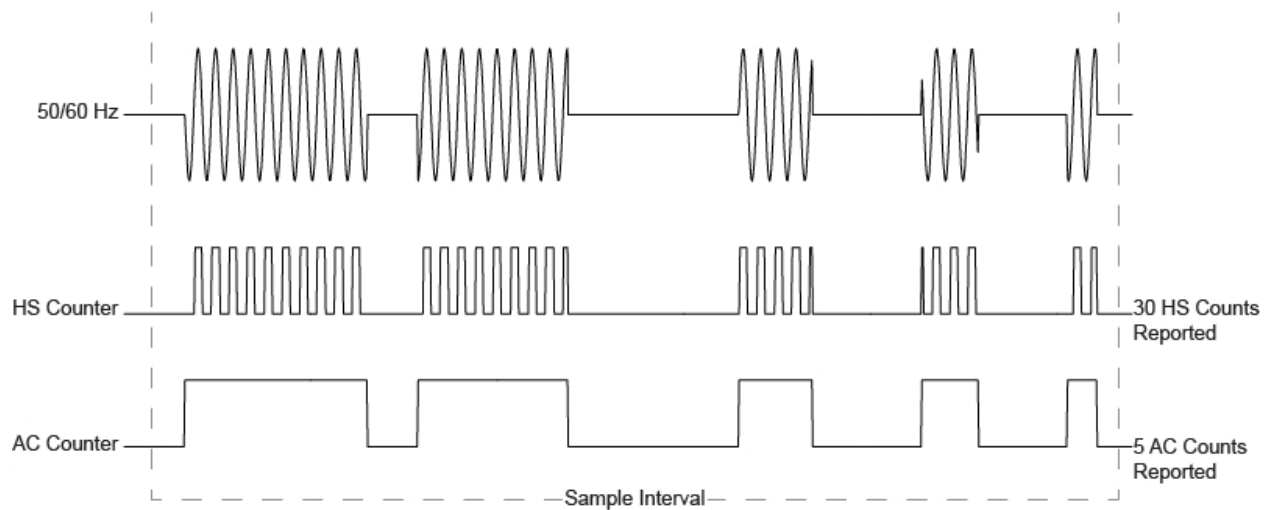 50/60 Hz
HS Counter
30 HS Counts
Reported
AC Counter
5 AC Counts
Reported
Sample Interval